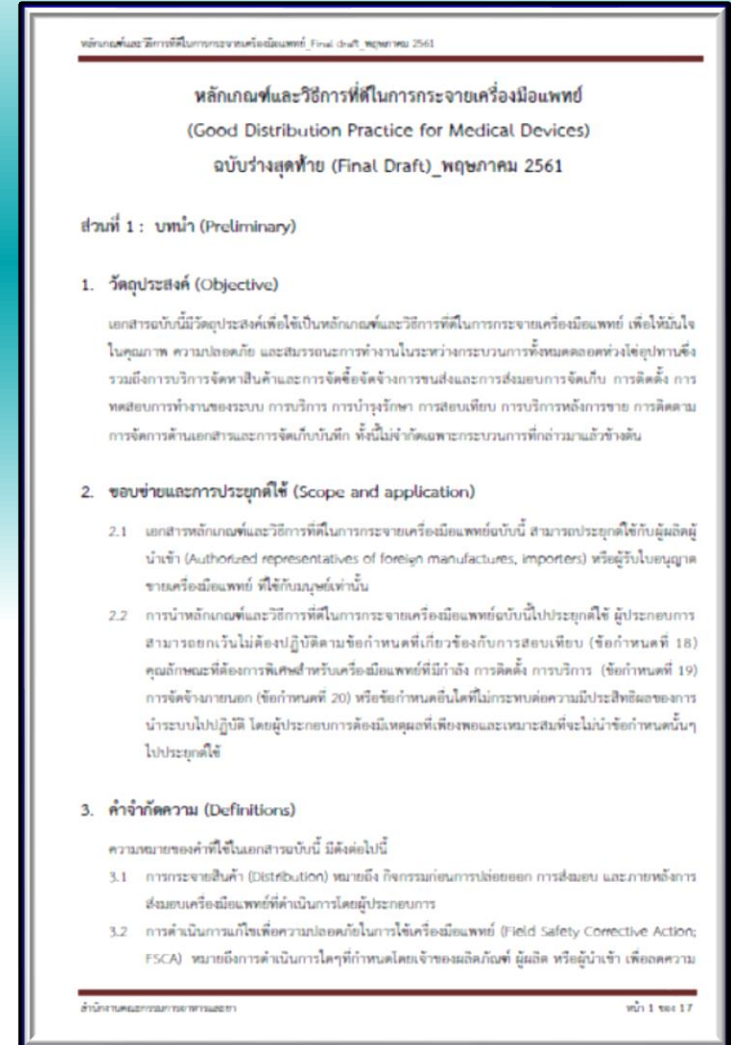 หลักเกณฑ์และวิธีการที่ดีในการกระจายเครื่องมือแพทย์_Final draft_พฤษภาคม 2561
หลักเกณฑ์และวิธีการที่ดีในการกระจายเครื่องมือแพทย์
(Good Distribution Practice for Medical Devices)
ฉบับร่างสุดท้าย (Final Draft)_พฤษภาคม 2561
ส่วนที่ 1 : บทนำ (Preliminary)
1. วัตถุประสงค์ (Objective)
เอกสารฉบับนี้มีวัตถุประสงค์เพื่อใช้เป็นหลักเกณฑ์และวิธีการที่ดีในการกระจายเครื่องมือแพทย์ เพื่อให้มั่นใจ
ในคุณภาพ ความปลอดภัย และสมรรถนะการทำงานในระหว่างกระบวนการทั้งหมดตลอดห่วงโซ่อุปทานซึ่ง
รวมถึงการบริการจัดหาสินค้าและการจัดซื้อจัดจ้างการขนส่งและการส่งมอบการจัดเก็บ การติดตั้ง การ
ทดสอบการทำงานของระบบ การบริการ การบำรุงรักษา การสอบเทียบ การบริการหลังการขาย การติดตาม
การจัดการด้านเอกสารและการจัดเก็บบันทึก ทั้งนี้ไม่จำกัดเฉพาะกระบวนการที่กล่าวมาแล้วข้างต้น
2. ขอบข่ายและการประยุกต์ใช้ (Scope and application)
2.1 เอกสารหลักเกณฑ์และวิธีการที่ดีในการกระจายเครื่องมือแพทย์ฉบับนี้ สามารถประยุกต์ใช้กับผู้ผลิตผู้
นำเข้า (Authorized representatives of foreign manufactures, importers) หรือผู้รับใบอนุญาต
ขายเครื่องมือแพทย์ ที่ใช้กับมนุษย์เท่านั้น
2.2 การนำหลักเกณฑ์และวิธีการที่ดีในการกระจายเครื่องมือแพทย์ฉบับนี้ไปประยุกต์ใช้ ผู้ประกอบการ
สามารถยกเว้นไม่ต้องปฏิบัติตามข้อกำหนดที่เกี่ยวข้องกับการสอบเทียบ (ข้อกำหนดที่ 18)
คุณลักษณะที่ต้องการพิเศษสำหรับเครื่องมือแพทย์ที่มีกำลัง การติดตั้ง การบริการ (ข้อกำหนดที่ 19)
การจัดจ้างภายนอก (ข้อกำหนดที่ 20) หรือข้อกำหนดอื่นใดที่ไม่กระทบต่อความมีประสิทธิผลของการ
นำระบบไปปฏิบัติ โดยผู้ประกอบการต้องมีเหตุผลที่เพียงพอและเหมาะสมที่จะไม่นำข้อกำหนดนั้นๆ
ไปประยุกต์ใช้
3. คำจำกัดความ (Definitions)
ความหมายของคำที่ใช้ในเอกสารฉบับนี้ มีดังต่อไปนี้
3.1 การกระจายสินค้า (Distribution) หมายถึง กิจกรรมก่อนการปล่อยออก การส่งมอบ และภายหลังการ
ส่งมอบเครื่องมือแพทย์ที่ดำเนินการโดยผู้ประกอบการ
3.2 การดำเนินการแก้ไขเพื่อความปลอดภัยในการใช้เครื่องมือแพทย์ (Field Safety Corrective Action;
FSCA) หมายถึงการดำเนินการใดๆที่กำหนดโดยเจ้าของผลิตภัณฑ์ ผู้ผลิต หรือผู้นำเข้า เพื่อลดความ
สำนักงานคณะกรรมการอาหารและยา
หน้า 1 ของ 17